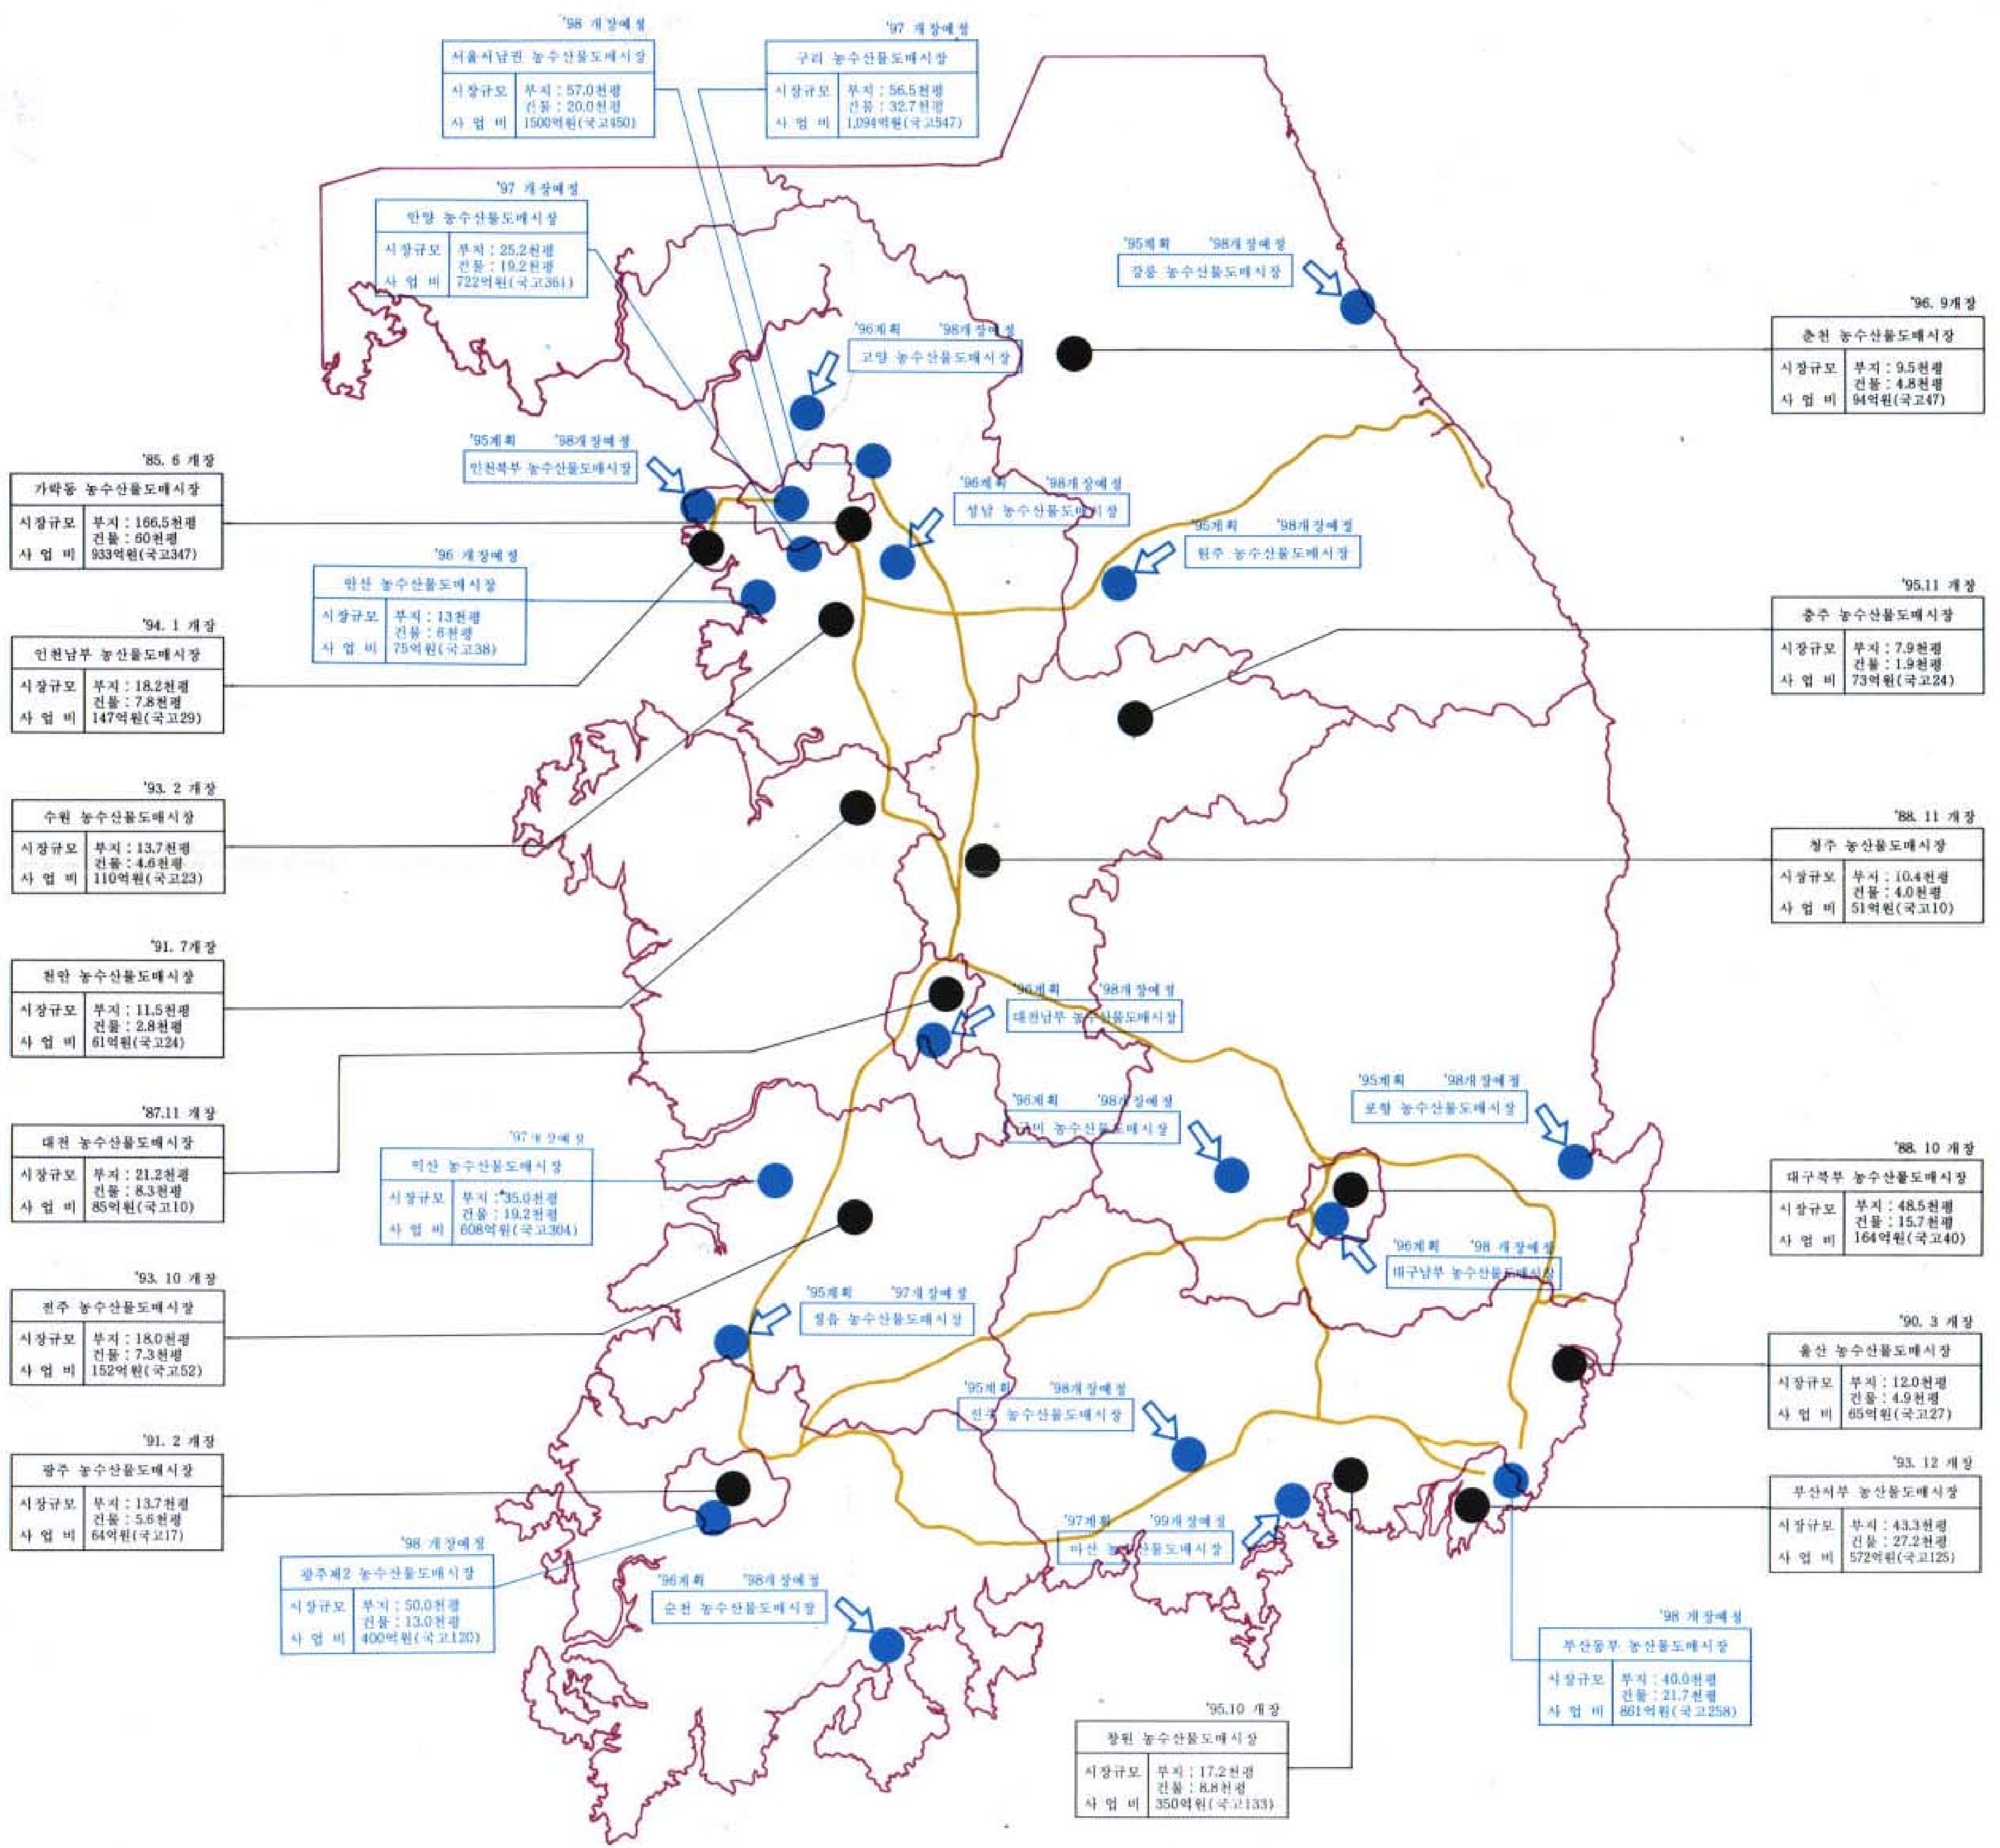 '98 개장예정
서울서남권 농수산물도매시장
시장규모 부지 : 57.0천평
건물 : 20.0천평
사 업 비 1500억원(국고450)
'97 개장예정
구리 농수산물도매시장
시장규모 부지 : 56.5천평
건물 : 32.7천평
사 업 비 1,094억원(국고547)
'97 개장예정
안양 농수산물도매시장
시장규모 부지 : 25.2천평
건물 : 19.2천평
사 업 비 722억원(국고361)
'95계획 '98개장예정
강릉 농수산물도매시장
'96. 9개장
춘천 농수산물도매시장
시장규모 부지 : 9.5천평
건물 : 4.8천평
사 업 비 94억원(국고47)
'96계획 '98개장예정
고양 농수산물도매시장
'95계획 '98개장예정
인천북부 농수산물도매시장
'85. 6 개장
가락동 농수산물도매시장
시장규모 부지 : 166.5천평
건물 : 60천평
사 업 비 933억원(국고347)
'96계획 '98개장예정
성남 농수산물도매시장
'95계획 '98개장예정
원주 농수산물도매시장
'96 개장예정
안산 농수산물도매시장
시장규모 부지 : 13천평
건물 : 6천평
사 업 비 75억원(국고38)
'95.11 개장
충주 농수산물도매시장
시장규모 부지 : 7.9천평
건물 : 1.9천평
사 업 비 73억원(국고24)
'94. 1 개장
인천남부 농산물도매시장
시장규모 부지 : 18.2천평
건물 : 7.8천평
사 업 비 147억원(국고29)
'93. 2 개장
수원 농수산물도매시장
시장규모 부지 : 13.7천평
건물 : 4.6천평
사 업 비 110억원(국고23)
'88. 11 개장
청주 농산물도매시장
시장규모 부지 : 10.4천평
건물 : 4.0천평
사 업 비 51억원(국고10)
'91. 7개장
천안 농수산물도매시장
시장규모 부지 : 11.5천평
건물 : 2.8천평
사 업 비 61억원(국고24)
'96계획 '98개장예정
대전남부 농수산물도매시장
'87.11 개장
대전 농수산물도매시장
시장규모 부지 : 21.2천평
건물 : 8.3천평
사 업 비 85억원(국고10)
'96계획 '98개장예정
구미 농수산물도매시장
'95계획 '98개장예정
포항 농수산물도매시장
'97개장예정
익산 농수산물도매시장
시장규모 부지 : 35.0천평
건물 : 19.2천평
사 업 비 608억원(국고304)
'88. 10 개장
대구북부 농수산물도매시장
시장규모 부지 : 48.5천평
건물 : 15.7천평
사 업 비 164억원(국고40)
'96계획 '98 개장예정
대구남부 농수산물도매시장
'93. 10 개장
전주 농수산물도매시장
시장규모 부지 : 18.0천평
건물 : 7.3천평
사 업 비 152억원(국고52)
'95계획 '97개장예정
정읍 농수산물도매시장
'90. 3 개장
울산 농수산물도매시장
시장규모 부지 : 12.0천평
건물 : 4.9천평
사 업 비 65억원(국고27)
'95계획 '98개장예정
진주 농수산물도매시장
'91. 2 개장
광주 농수산물도매시장
시장규모 부지 : 13.7천평
건물 : 5.6천평
사 업 비 64억원(국고17)
'93. 12 개장
부산서부 농산물도매시장
시장규모 부지 : 43.3천평
건물 : 27.2천평
사 업 비 572억원(국고125)
'97계획 '99개장예정
마산 농수산물도매시장
'98 개장예정
광주제2 농수산물도매시장
시장규모 부지 : 50.0천평
건물 : 13.0천평
사 업 비 400억원(국고120)
'96계획 '98개장예정
순천 농수산물도매시장
'98 개장예정
부산동부 농산물도매시장
시장규모 부지 : 40.0천평
건물 : 21.7천평
사 업 비 861억원(국고258)
'95.10 개장
창원 농수산물도매시장
시장규모 부지 : 17.2천평
건물 : 8.8천평
사 업 비 350억원(국고133)